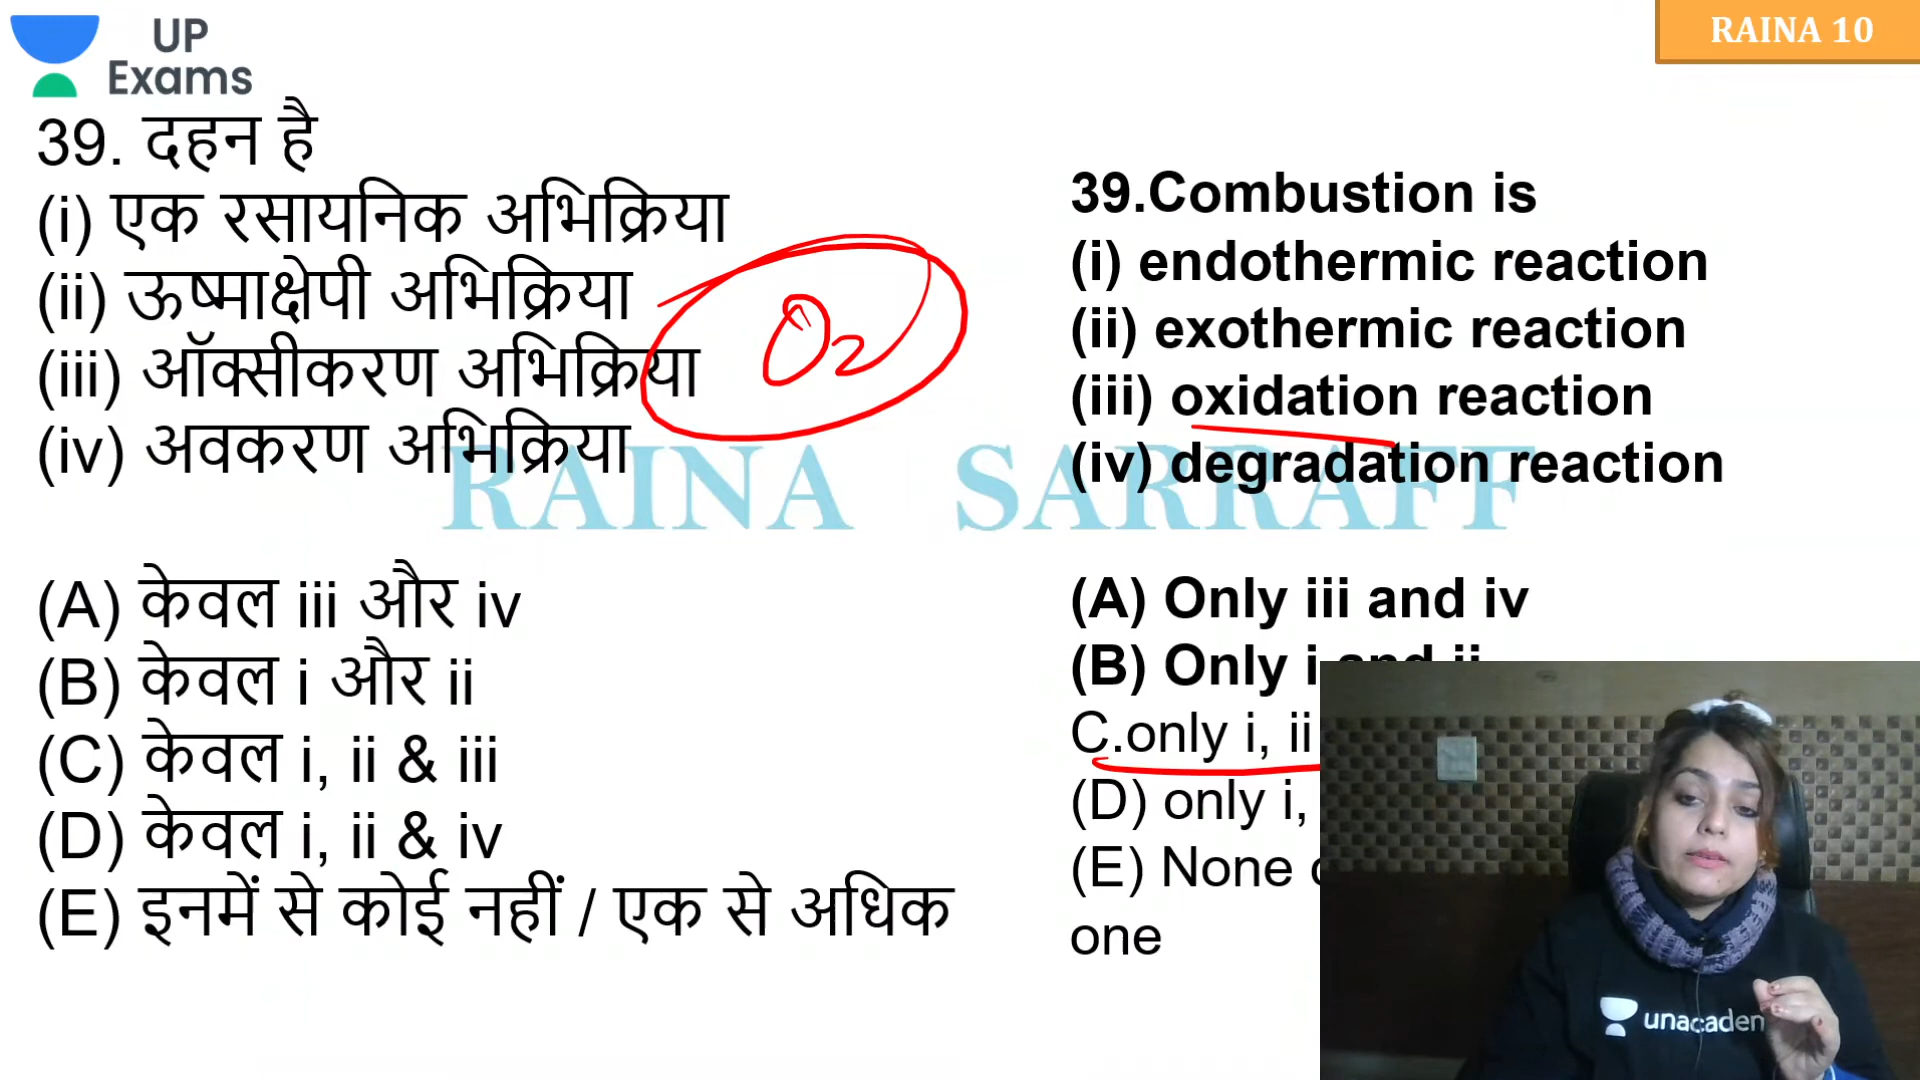 UP
Exams
RAINA 10
39. दहन है
(i) एक रसायनिक अभिक्रिया
(ii) ऊष्माक्षेपी अभिक्रिया
(iii) ऑक्सीकरण अभिक्रिया
(iv) अवकरण अभिक्रिया
O2
(A) केवल iii और iv
(B) केवल i और ii
(C) केवल i, ii & iii
(D) केवल i, ii & iv
(E) इनमें से कोई नहीं / एक से अधिक
39.Combustion is
(i) endothermic reaction
(ii) exothermic reaction
(iii) oxidation reaction
(iv) degradation reaction
RAINA SARRAFF
(A) Only iii and iv
(B) Only i and ii
C.only i, ii
(D) only i,
(E) None
one
unacadem